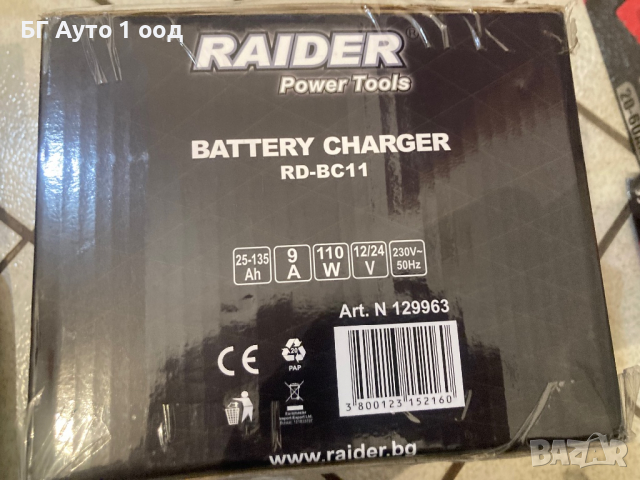 БГ Авто 1 оод
RAIDER®
Power Tools
BATTERY CHARGER
RD-BC11
25-135 Ah
9 A
110 W
12/24 V
230V~ 50Hz
Art. N 129963
CE
PAP
3 800123 152160
www.raider.bg
BAZAR